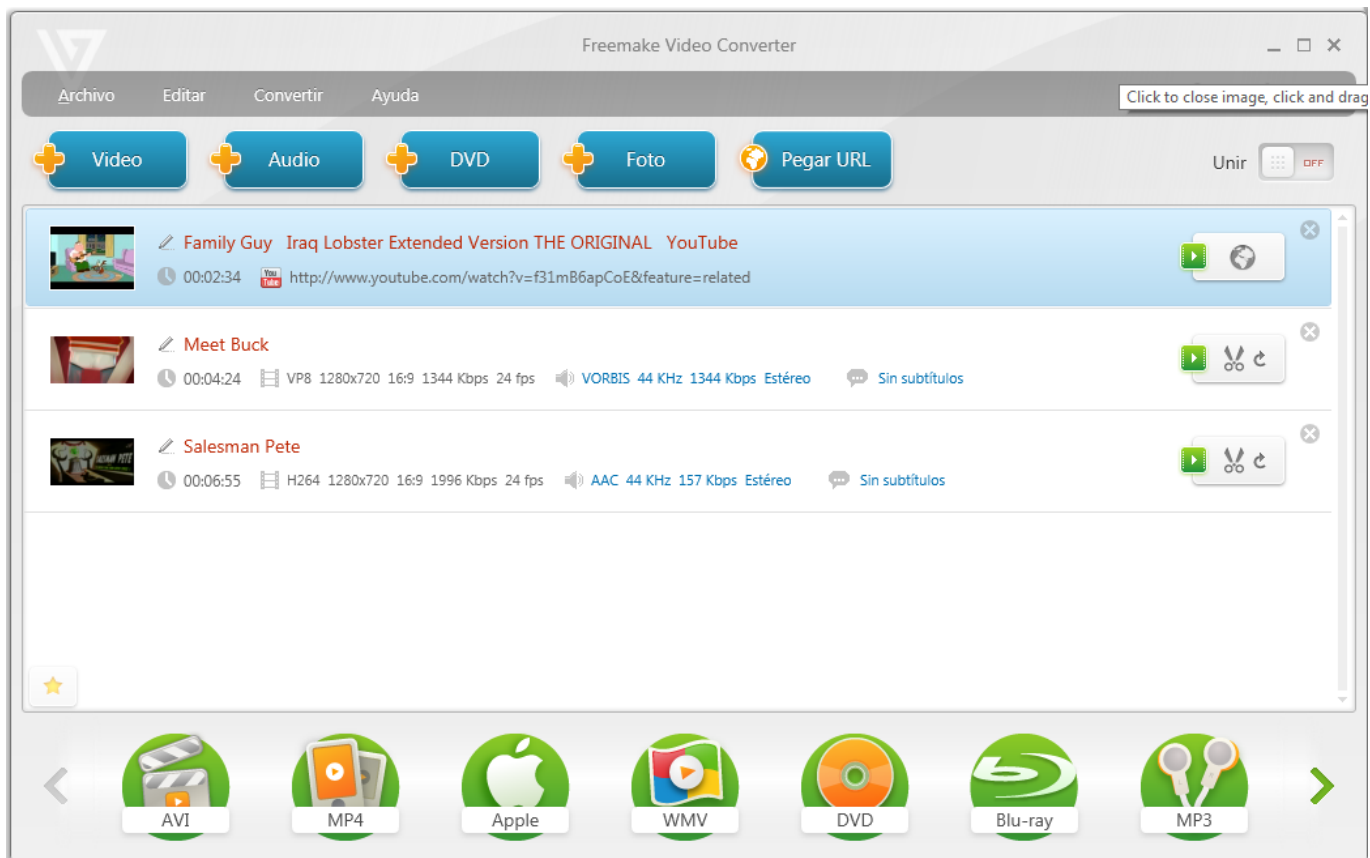 Freemake Video Converter
Archivo Editar Convertir Ayuda
Click to close image, click and drag
Video Audio DVD Foto Pegar URL Unir OFF
Family Guy Iraq Lobster Extended Version THE ORIGINAL YouTube
00:02:34 You Tube http://www.youtube.com/watch?v=f31mB6apCoE&feature=related
Meet Buck
00:04:24 VP8 1280x720 16:9 1344 Kbps 24 fps VORBIS 44 KHz 1344 Kbps Estéreo Sin subtítulos
Salesman Pete
00:06:55 H264 1280x720 16:9 1996 Kbps 24 fps AAC 44 KHz 157 Kbps Estéreo Sin subtítulos
AVI MP4 Apple WMV DVD Blu-ray MP3